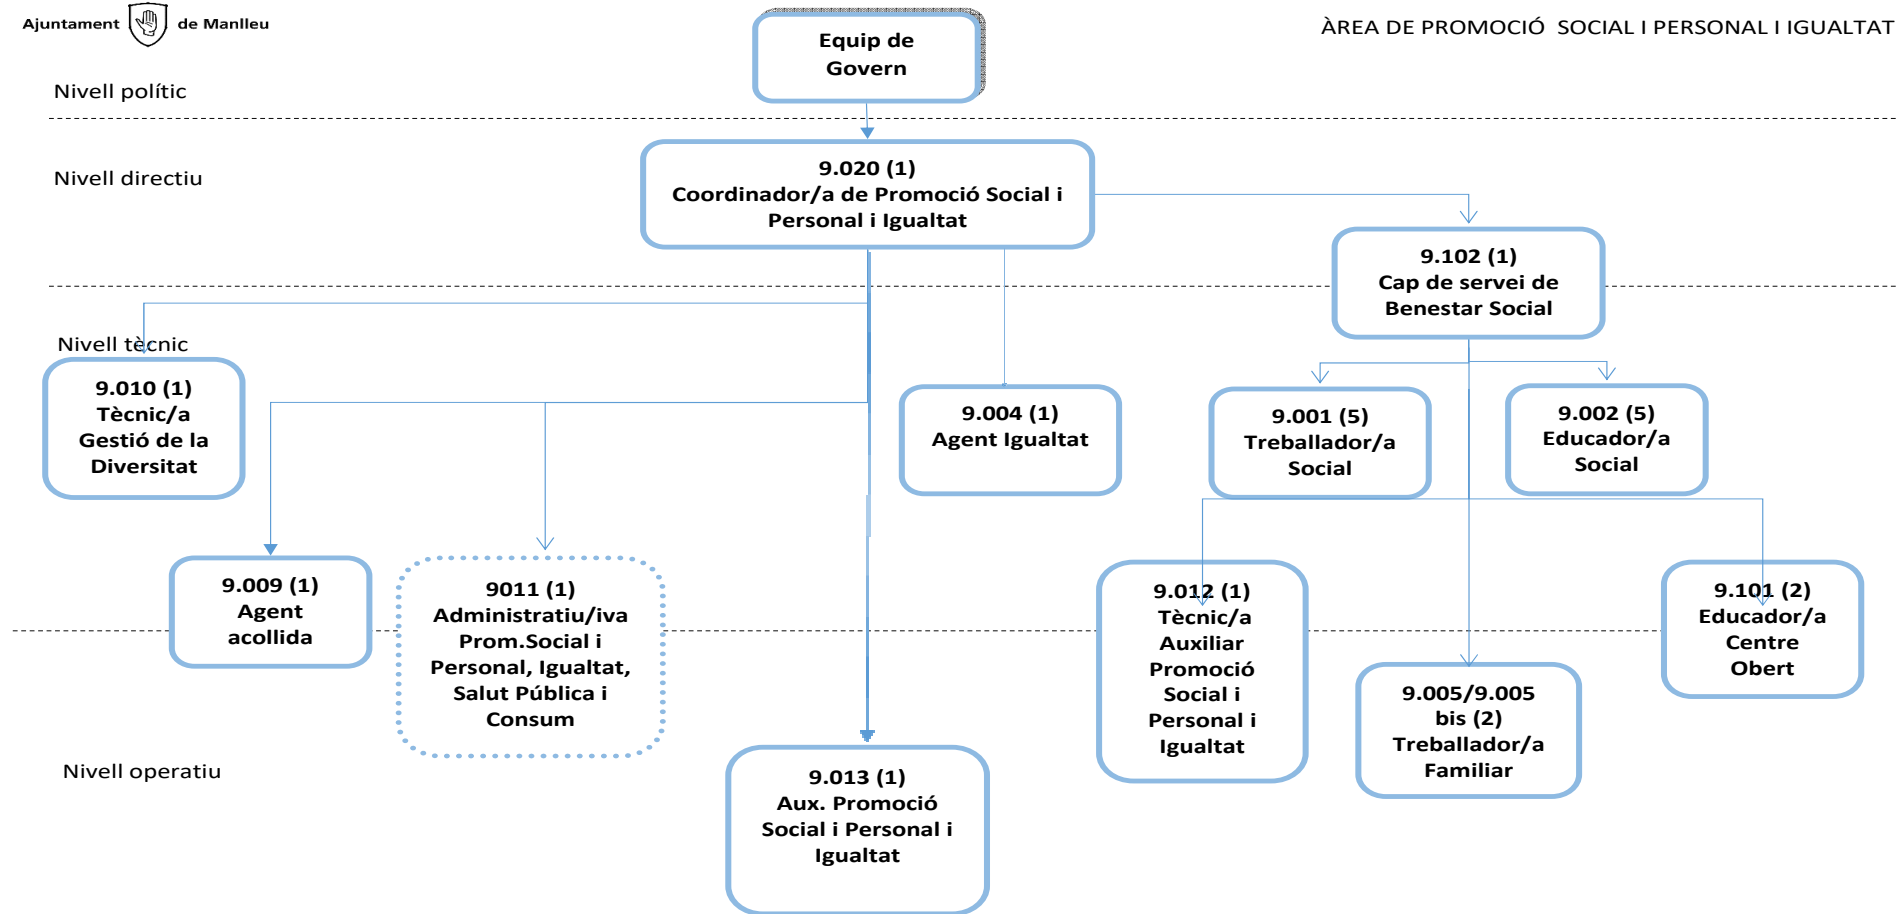 Ajuntament de Manlleu
ÀREA DE PROMOCIÓ SOCIAL I PERSONAL I IGUALTAT
Equip de
Govern
Nivell polític
Nivell directiu
9.020 (1)
Coordinador/a de Promoció Social i
Personal i Igualtat
9.102 (1)
Cap de servei de
Benestar Social
Nivell tècnic
9.010 (1)
Tècnic/a
Gestió de la
Diversitat
9.004 (1)
Agent Igualtat
9.001 (5)
Treballador/a
Social
9.002 (5)
Educador/a
Social
9.009 (1)
Agent
acollida
9011 (1)
Administratiu/iva
Prom.Social i
Personal, Igualtat,
Salut Pública i
Consum
9.012 (1)
Tècnic/a
Auxiliar
Promoció
Social i
Personal i
Igualtat
9.101 (2)
Educador/a
Centre
Obert
9.005/9.005
bis (2)
Treballador/a
Familiar
Nivell operatiu
9.013 (1)
Aux. Promoció
Social i Personal i
Igualtat